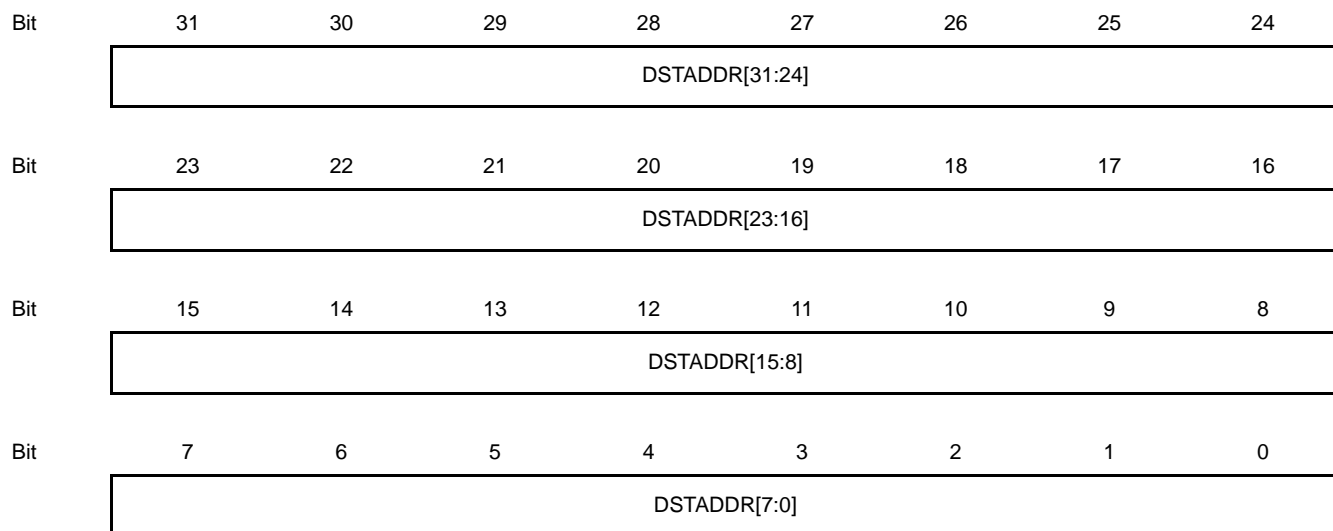 Bit 31 30 29 28 27 26 25 24
DSTADDR[31:24]
Bit 23 22 21 20 19 18 17 16
DSTADDR[23:16]
Bit 15 14 13 12 11 10 9 8
DSTADDR[15:8]
Bit 7 6 5 4 3 2 1 0
DSTADDR[7:0]